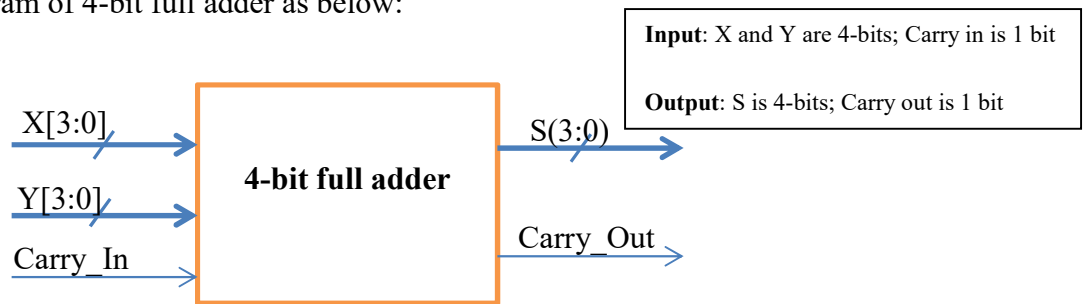 of 4-bit full adder as below:
Input: X and Y are 4-bits; Carry in is 1 bit
Output: S is 4-bits; Carry out is 1 bit
X[3:0]
Y[3:0]
Carry_In
4-bit full adder
S(3:0)
Carry_Out